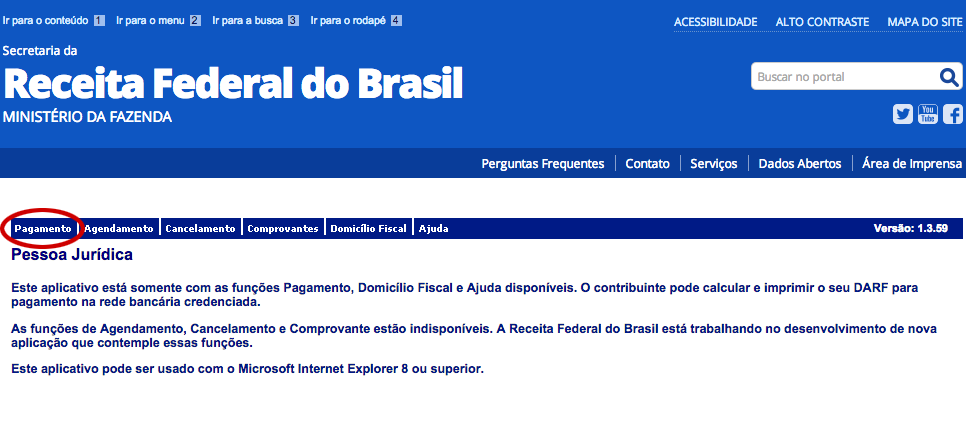 Ir para o conteúdo 1 Ir para o menu 2 Ir para a busca 3 Ir para o rodapé 4
ACESSIBILIDADE ALTO CONTRASTE MAPA DO SITE
Secretaria da
Receita Federal do Brasil
MINISTÉRIO DA FAZENDA
Buscar no portal
You Tube
Perguntas Frequentes Contato Serviços Dados Abertos Área de Imprensa
Pagamento Agendamento Cancelamento Comprovantes Domicílio Fiscal Ajuda Versão: 1.3.59
Pessoa Jurídica
Este aplicativo está somente com as funções Pagamento, Domicílio Fiscal e Ajuda disponíveis. O contribuinte pode calcular e imprimir o seu DARF para
pagamento na rede bancária credenciada.
As funções de Agendamento, Cancelamento e Comprovante estão indisponíveis. A Receita Federal do Brasil está trabalhando no desenvolvimento de nova
aplicação que contemple essas funções.
Este aplicativo pode ser usado com o Microsoft Internet Explorer 8 ou superior.